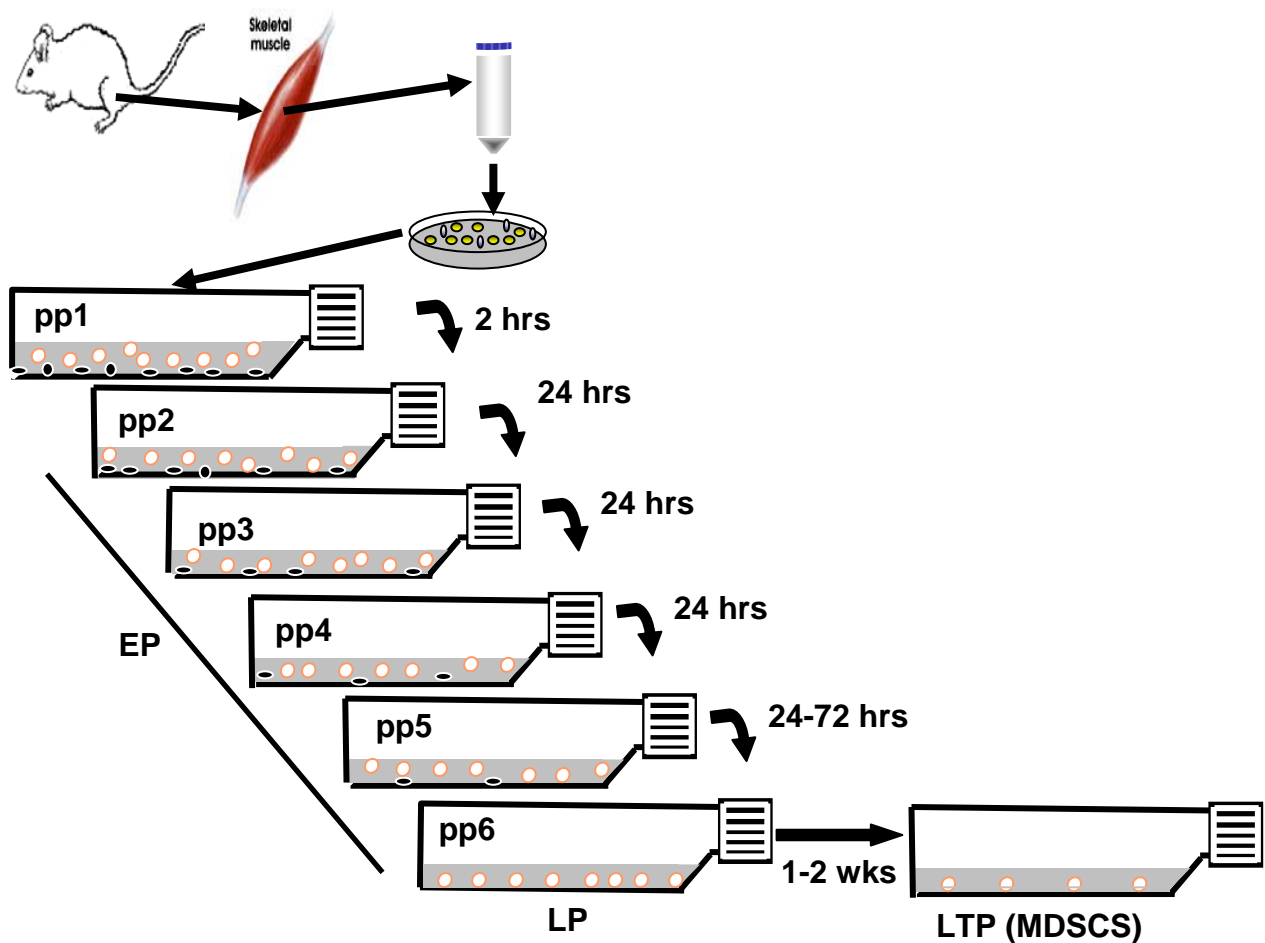 Skeletal
muscle
pp1
2 hrs
pp2
24 hrs
pp3
24 hrs
pp4
24 hrs
EP
pp5
24-72 hrs
pp6
1-2 wks
LP
LTP (MDSCS)